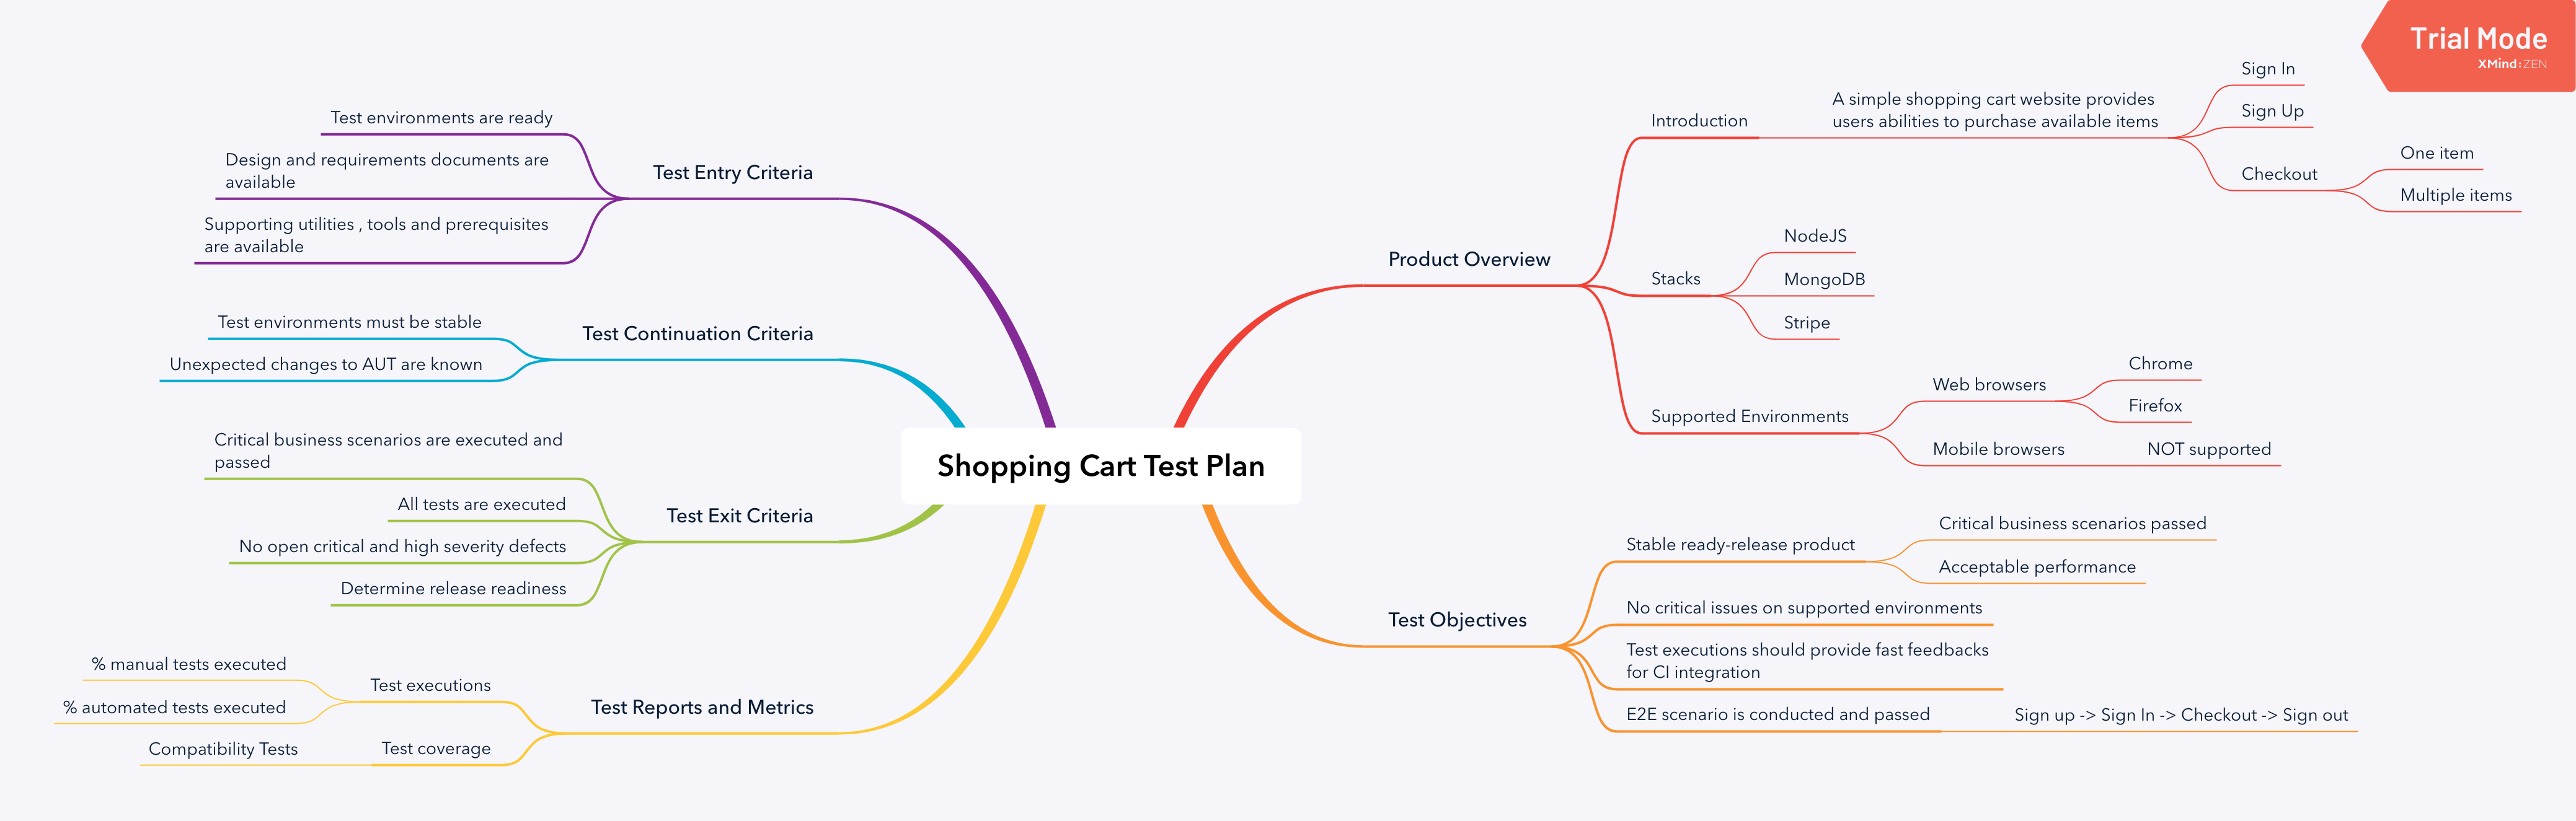 Trial Mode
XMind:ZEN
Shopping Cart Test Plan
Product Overview
Introduction
A simple shopping cart website provides
users abilities to purchase available items
Sign In
Sign Up
Checkout
One item
Multiple items
Stacks
NodeJS
MongoDB
Stripe
Supported Environments
Web browsers
Chrome
Firefox
Mobile browsers
NOT supported
Test Objectives
Stable ready-release product
Critical business scenarios passed
Acceptable performance
No critical issues on supported environments
Test executions should provide fast feedbacks
for CI integration
E2E scenario is conducted and passed
Sign up -> Sign In -> Checkout -> Sign out
Test Entry Criteria
Test environments are ready
Design and requirements documents are
available
Supporting utilities , tools and prerequisites
are available
Test Continuation Criteria
Test environments must be stable
Unexpected changes to AUT are known
Test Exit Criteria
Critical business scenarios are executed and
passed
All tests are executed
No open critical and high severity defects
Determine release readiness
Test Reports and Metrics
Test executions
% manual tests executed
% automated tests executed
Test coverage
Compatibility Tests